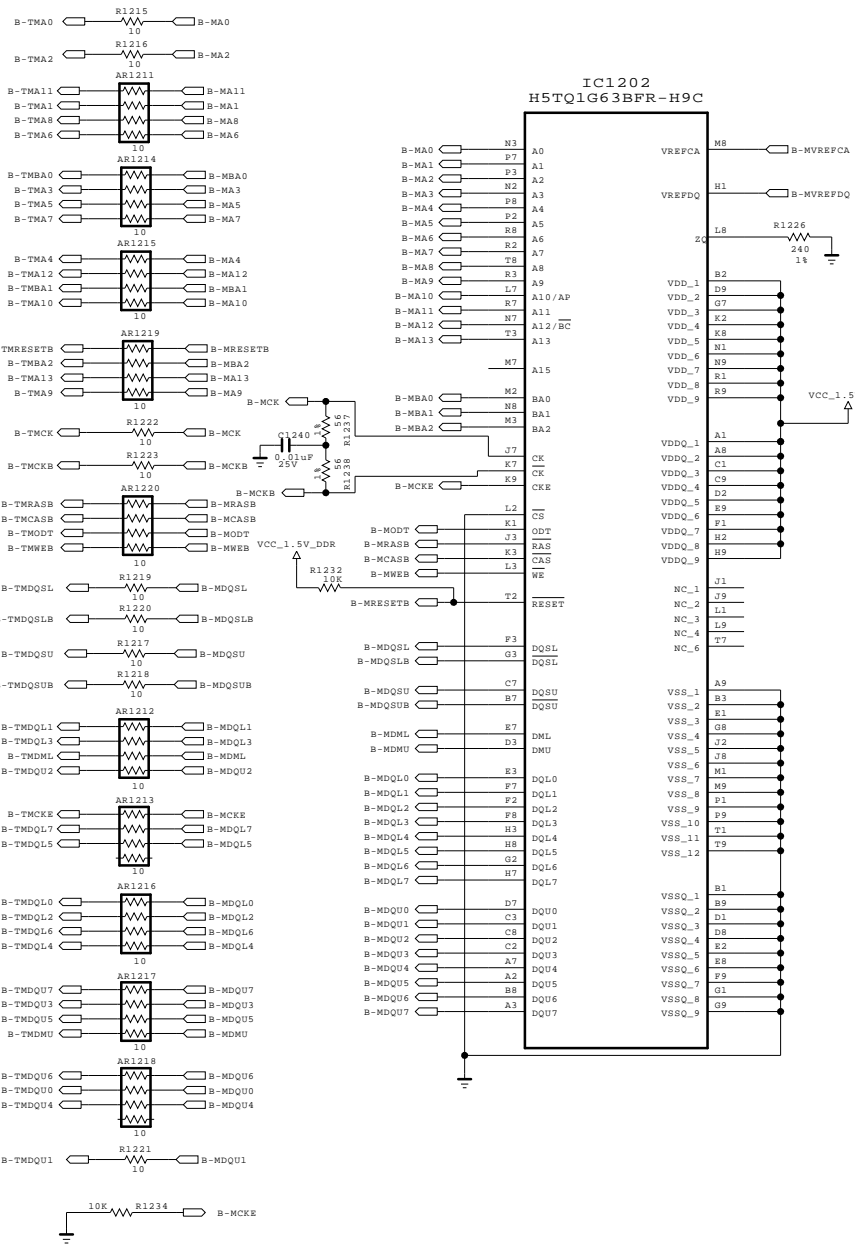 R1215
B-TMA0 B-MA0
10
R1216
B-TMA2 B-MA2
10
AR1211
B-TMA11 B-MA11
B-TMA1 B-MA1
B-TMA8 B-MA8
B-TMA6 B-MA6
10
AR1214
B-TMBA0 B-MBA0
B-TMA3 B-MA3
B-TMA5 B-MA5
B-TMA7 B-MA7
10
AR1215
B-TMA4 B-MA4
B-TMA12 B-MA12
B-TMBA1 B-MBA1
B-TMA10 B-MA10
10
AR1219
TMRESETB B-MRESETB
B-TMBA2 B-MBA2
B-TMA13 B-MA13
B-TMA9 B-MA9
10
R1222
B-TMCK B-MCK
10
R1223
B-TMCKB B-MCKB
10
AR1220
B-TMRASB B-MRASB
B-TMCASB B-MCASB
B-TMODT B-MODT
B-TMWEB B-MWEB
10
R1219
B-TMDQSL B-MDQSL
10
R1220
-TMDQSLB B-MDQSLB
10
R1217
B-TMDQSU B-MDQSU
10
R1218
-TMDQSUB B-MDQSUB
10
AR1212
B-TMDQL1 B-MDQL1
B-TMDQL3 B-MDQL3
B-TMDML B-MDML
B-TMDQU2 B-MDQU2
10
AR1213
B-TMCKE B-MCKE
B-TMDQL7 B-MDQL7
B-TMDQL5 B-MDQL5
10
AR1216
B-TMDQL0 B-MDQL0
B-TMDQL2 B-MDQL2
B-TMDQL6 B-MDQL6
B-TMDQL4 B-MDQL4
10
AR1217
B-TMDQU7 B-MDQU7
B-TMDQU3 B-MDQU3
B-TMDQU5 B-MDQU5
B-TMDMU B-MDMU
10
AR1218
B-TMDQU6 B-MDQU6
B-TMDQU0 B-MDQU0
B-TMDQU4 B-MDQU4
10
R1221
B-TMDQU1 B-MDQU1
10
10K R1234 B-MCKE
IC1202
H5TQ1G63BFR-H9C
B-MA0 N3 A0
B-MA1 P7 A1
B-MA2 P3 A2
B-MA3 N2 A3
B-MA4 P8 A4
B-MA5 P2 A5
B-MA6 R8 A6
B-MA7 R2 A7
B-MA8 T8 A8
B-MA9 R3 A9
B-MA10 L7 A10/AP
B-MA11 R7 A11
B-MA12 N7 A12/BC
B-MA13 T3 A13
M7 A15
B-MBA0 M2 BA0
B-MBA1 N8 BA1
B-MBA2 M3 BA2
B-MCK J7 CK
1% 56 R1237
C1240
0.01uF
25V
1% 56 R1238
B-MCKB K7 CK
B-MCKE K9 CKE
L2 CS
B-MODT K1 ODT
B-MRASB J3 RAS
B-MCASB K3 CAS
B-MWEB L3 WE
VCC_1.5V_DDR
R1232
10K
B-MRESETB T2 RESET
B-MDQSL F3 DQSL
B-MDQSLB G3 DQSL
B-MDQSU C7 DQSU
B-MDQSUB B7 DQSU
B-MDML E7 DML
B-MDMU D3 DMU
B-MDQL0 E3 DQL0
B-MDQL1 F7 DQL1
B-MDQL2 F2 DQL2
B-MDQL3 F8 DQL3
B-MDQL4 H3 DQL4
B-MDQL5 H8 DQL5
B-MDQL6 G2 DQL6
B-MDQL7 H7 DQL7
B-MDQU0 D7 DQU0
B-MDQU1 C3 DQU1
B-MDQU2 C8 DQU2
B-MDQU3 C2 DQU3
B-MDQU4 A7 DQU4
B-MDQU5 A2 DQU5
B-MDQU6 B8 DQU6
B-MDQU7 A3 DQU7
VREFCA M8 B-MVREFCA
VREFDQ H1 B-MVREFDQ
ZQ L8 R1226
240
1%
VDD_1 B2
VDD_2 D9
VDD_3 G7
VDD_4 K2
VDD_5 K8
VDD_6 N1
VDD_7 N9
VDD_8 R1
VDD_9 R9
VCC_1.5
VDDQ_1 A1
VDDQ_2 A8
VDDQ_3 C1
VDDQ_4 C9
VDDQ_5 D2
VDDQ_6 E9
VDDQ_7 F1
VDDQ_8 H2
VDDQ_9 H9
NC_1 J1
NC_2 J9
NC_3 L1
NC_4 L9
NC_6 T7
VSS_1 A9
VSS_2 B3
VSS_3 E1
VSS_4 G8
VSS_5 J2
VSS_6 J8
VSS_7 M1
VSS_8 M9
VSS_9 P1
VSS_10 P9
VSS_11 T1
VSS_12 T9
VSSQ_1 B1
VSSQ_2 B9
VSSQ_3 D1
VSSQ_4 D8
VSSQ_5 E2
VSSQ_6 E8
VSSQ_7 F9
VSSQ_8 G1
VSSQ_9 G9